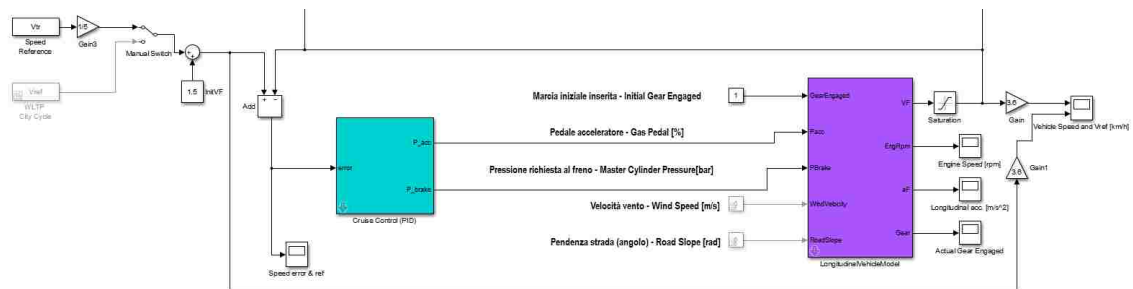 Vtr
Speed
Reference
1/5
Gain3
Manual Switch
Vref
WLTP
City Cycle
1.5
InitVF
Add
error
P_acc
P_brake
Cruise Control (PID)
Speed error & ref
Marcia iniziale inserita - Initial Gear Engaged
1
Pedale acceleratore - Gas Pedal [%]
Pressione richiesta al freno - Master Cylinder Pressure[bar]
Velocità vento - Wind Speed [m/s]
Pendenza strada (angolo) - Road Slope [rad]
GearEngaged
Pacc
PBrake
WindVelocity
RoadSlope
VF
EngRpm
aF
Gear
LongitudinalVehicleModel
Saturation
3.6
Gain
Vehicle Speed and Vref [km/h]
Engine Speed [rpm]
3.6
Gain1
Longitudinal acc. [m/s^2]
Actual Gear Engaged